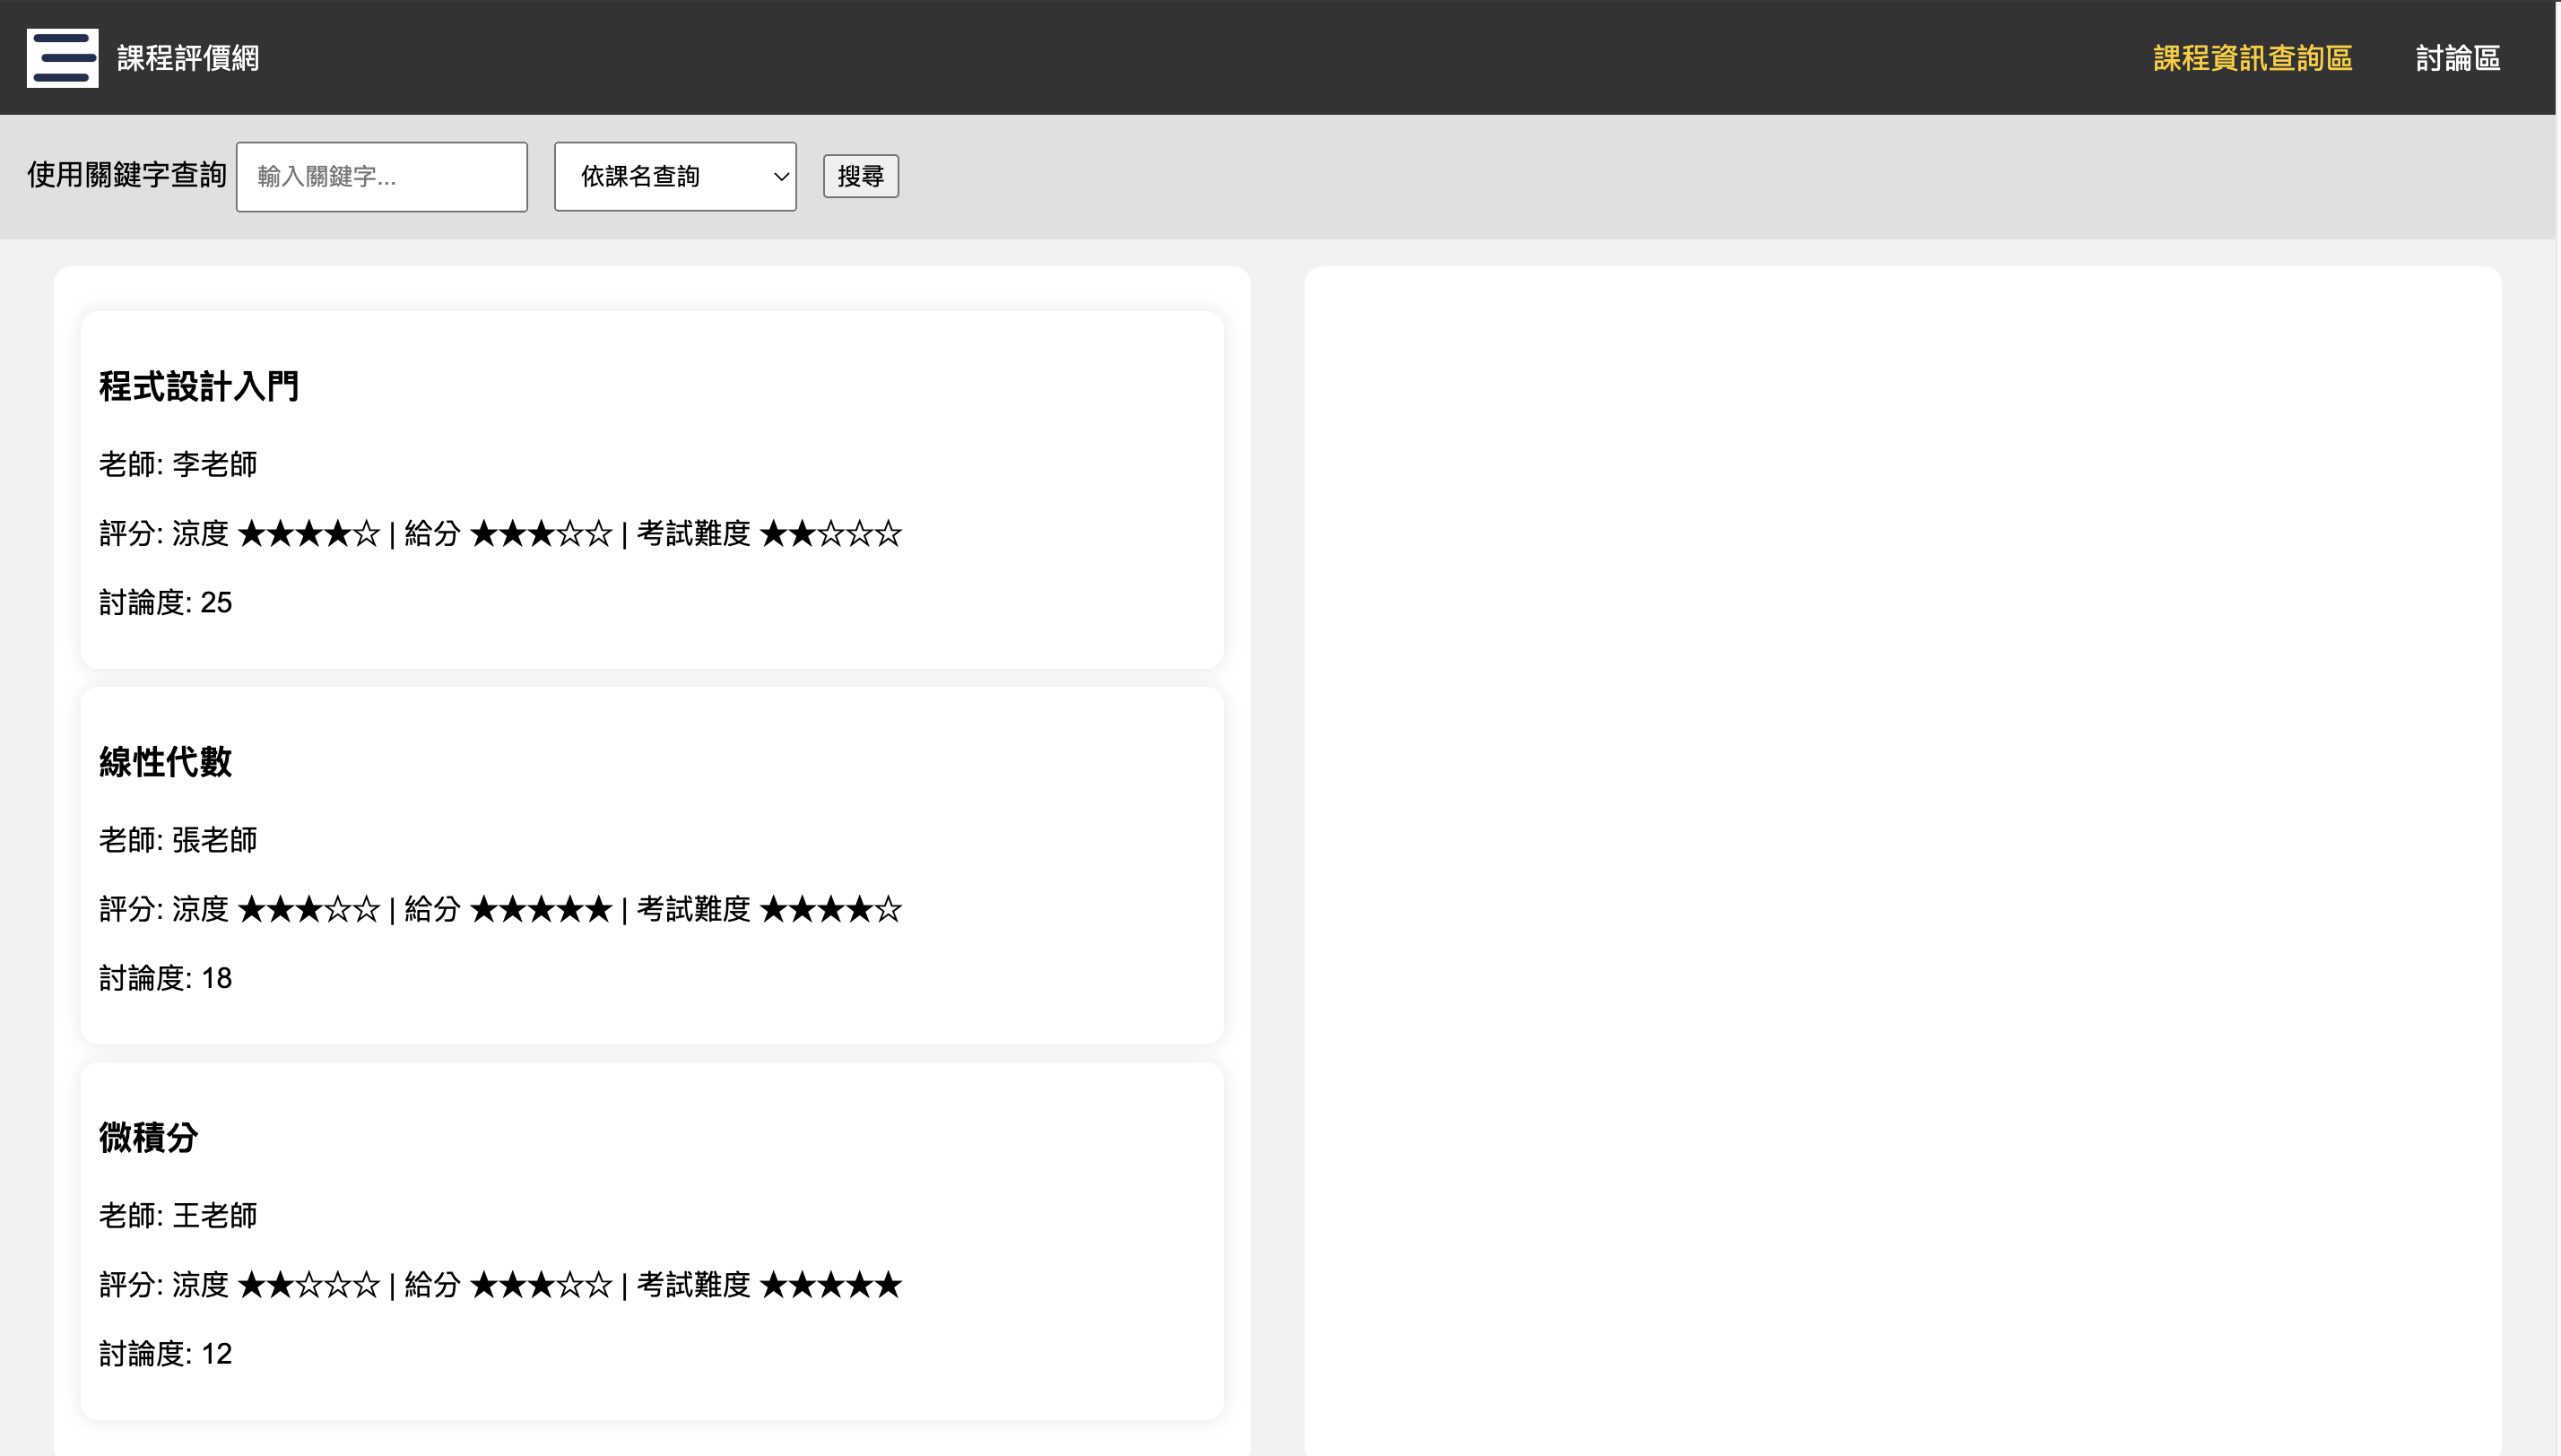 課程評價網
課程資訊查詢區 討論區
使用關鍵字查詢 輸入關鍵字... 依課名查詢 搜尋
程式設計入門
老師: 李老師
評分: 涼度 ★★★★☆ | 給分 ★★★☆☆ | 考試難度 ★★☆☆☆
討論度: 25
線性代數
老師: 張老師
評分: 涼度 ★★★☆☆ | 給分 ★★★★★ | 考試難度 ★★★★☆
討論度: 18
微積分
老師: 王老師
評分: 涼度 ★★☆☆☆ | 給分 ★★★☆☆ | 考試難度 ★★★★★
討論度: 12